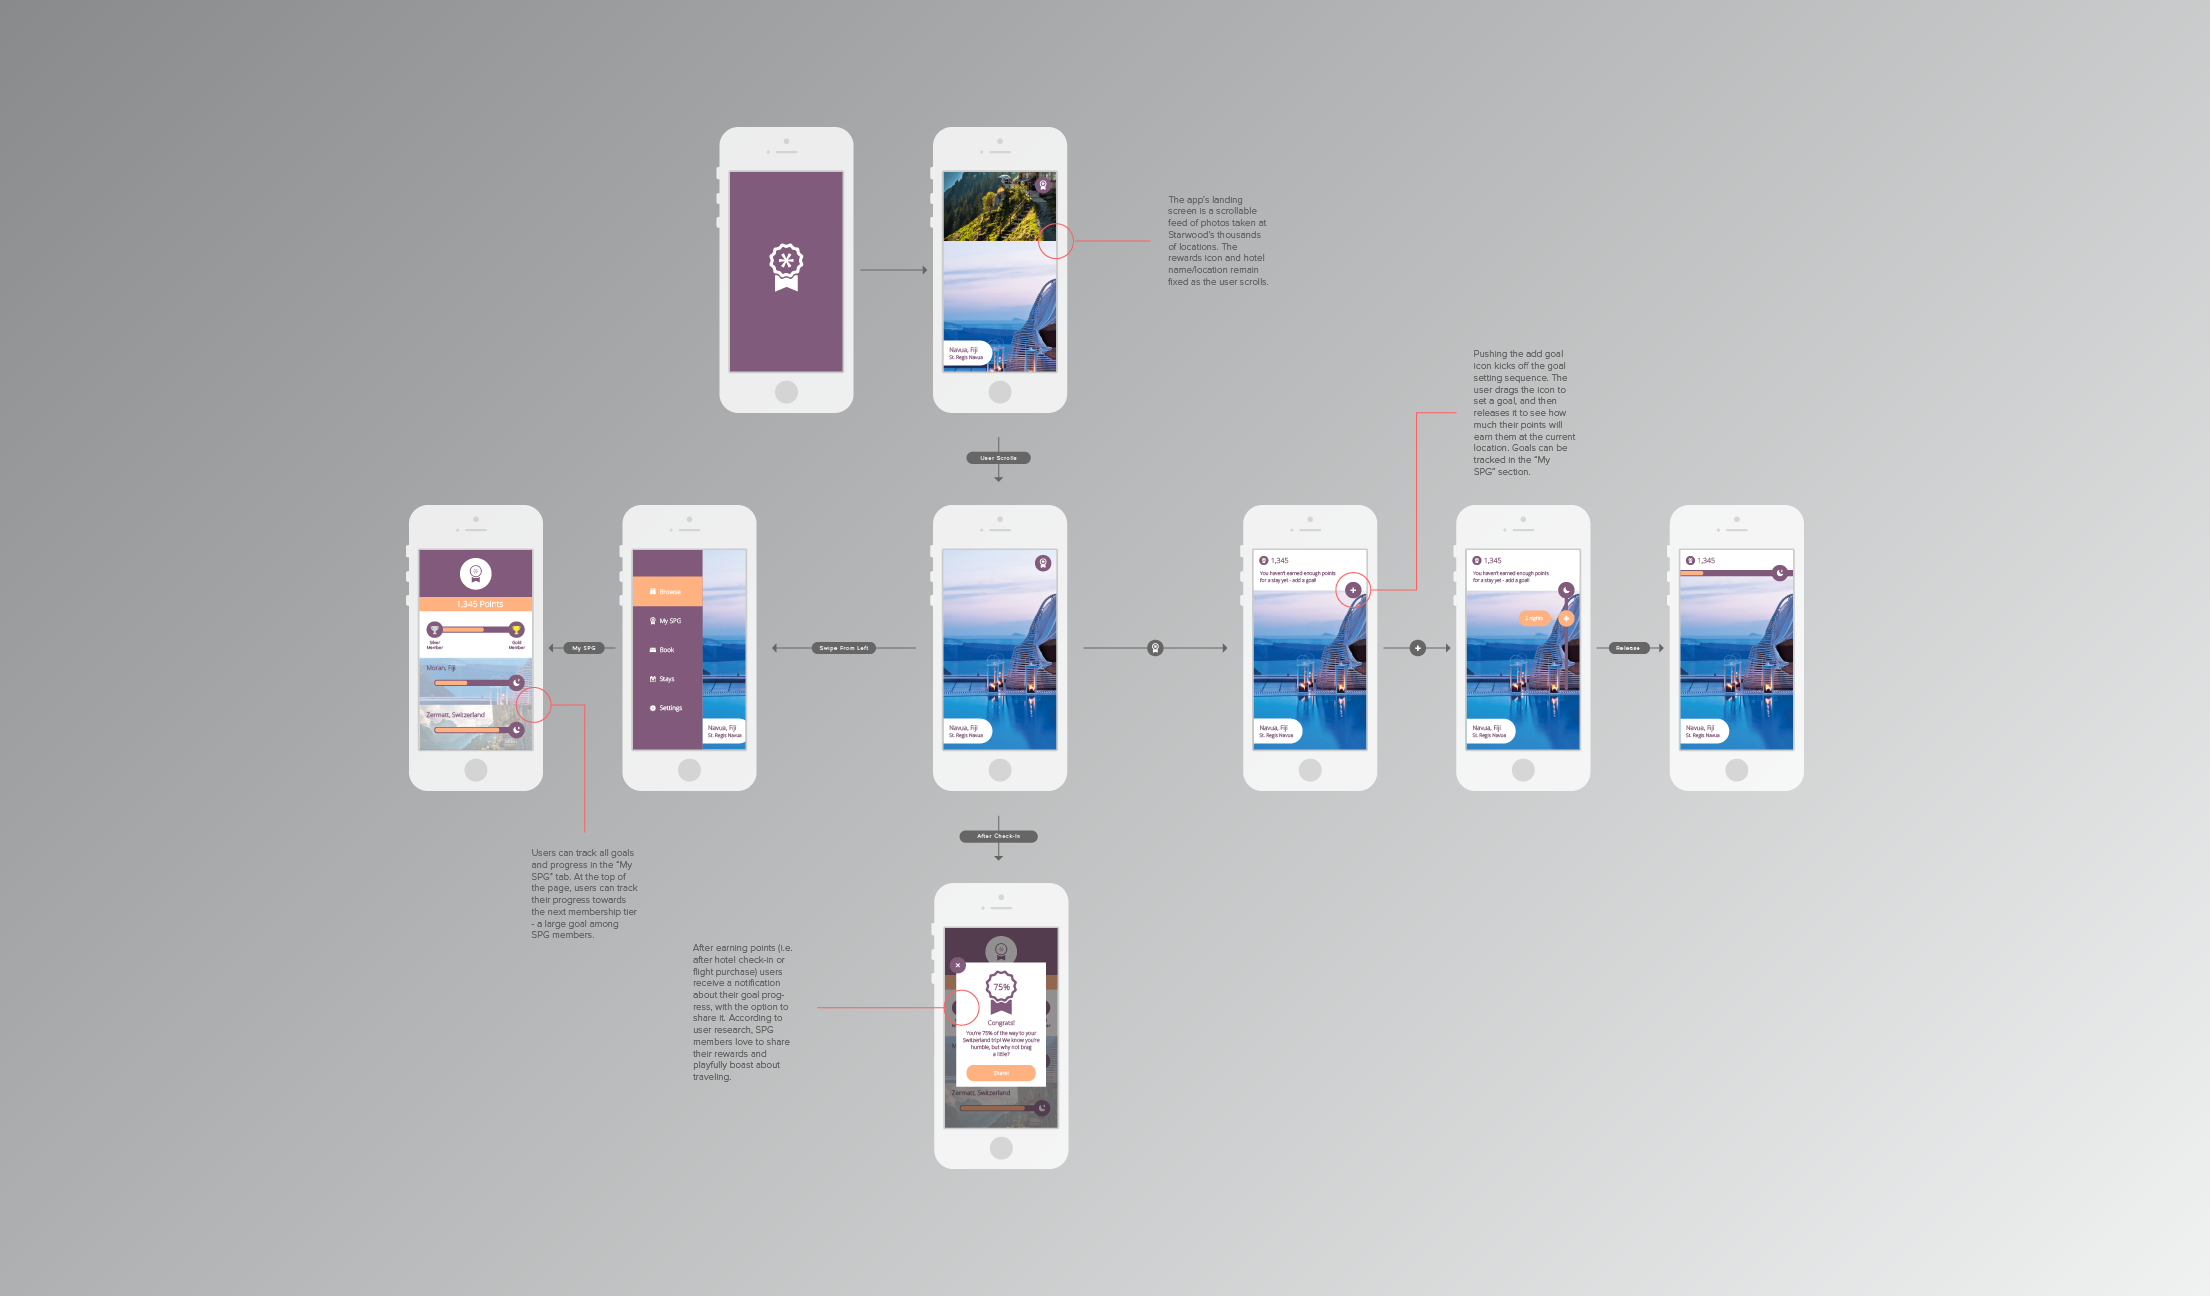 The app's landing
screen is a scrollable
feed of photos taken at
Starwood's thousands
of locations. The
rewards icon and hotel
name/location remain
fixed as the user scrolls.
Navua, Fiji
St. Regis Navua
User Scrolls
Pushing the add goal
icon kicks off the goal
setting sequence. The
user drags the icon to
set a goal, and then
releases it to see how
much their points will
earn them at the current
location. Goals can be
tracked in the "My
SPG" section.
1,345 Points
Silver
Member
Gold
Member
Moran, Fiji
Zermatt, Switzerland
My SPG
Browse
My SPG
Book
Stays
Settings
Navua, Fiji
St. Regis Navua
Swipe From Left
Navua, Fiji
St. Regis Navua
1,345
You haven't earned enough points
for a stay yet - add a goal!
Navua, Fiji
St. Regis Navua
1,345
You haven't earned enough points
for a stay yet - add a goal!
2 nights
Navua, Fiji
St. Regis Navua
Release
1,345
Navua, Fiji
St. Regis Navua
After Check-in
Users can track all goals
and progress in the "My
SPG" tab. At the top of
the page, users can track
their progress towards
the next membership tier
- a large goal among
SPG members.
After earning points (i.e.
after hotel check-in or
flight purchase) users
receive a notification
about their goal prog-
ress, with the option to
share it. According to
user research, SPG
members love to share
their rewards and
playfully boast about
traveling.
75%
Congrats!
You're 75% of the way to your
Switzerland trip! We know you're
humble, but why not brag
a little?
Zermatt, Switzerland